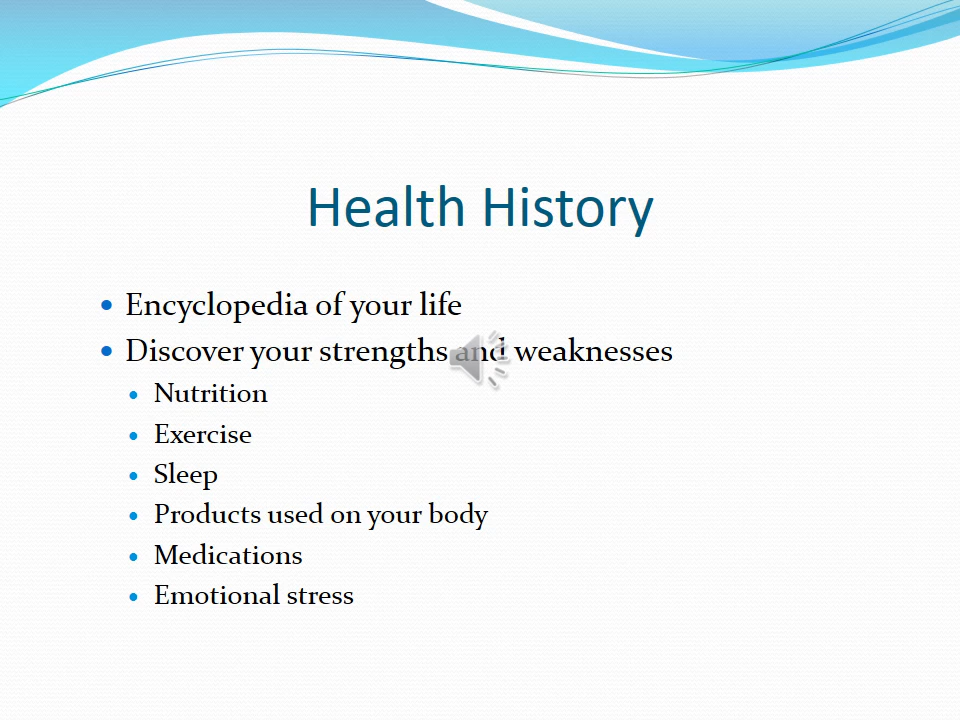 Health History
Encyclopedia of your life
Discover your strengths and weaknesses
Nutrition
Exercise
Sleep
Products used on your body
Medications
Emotional stress